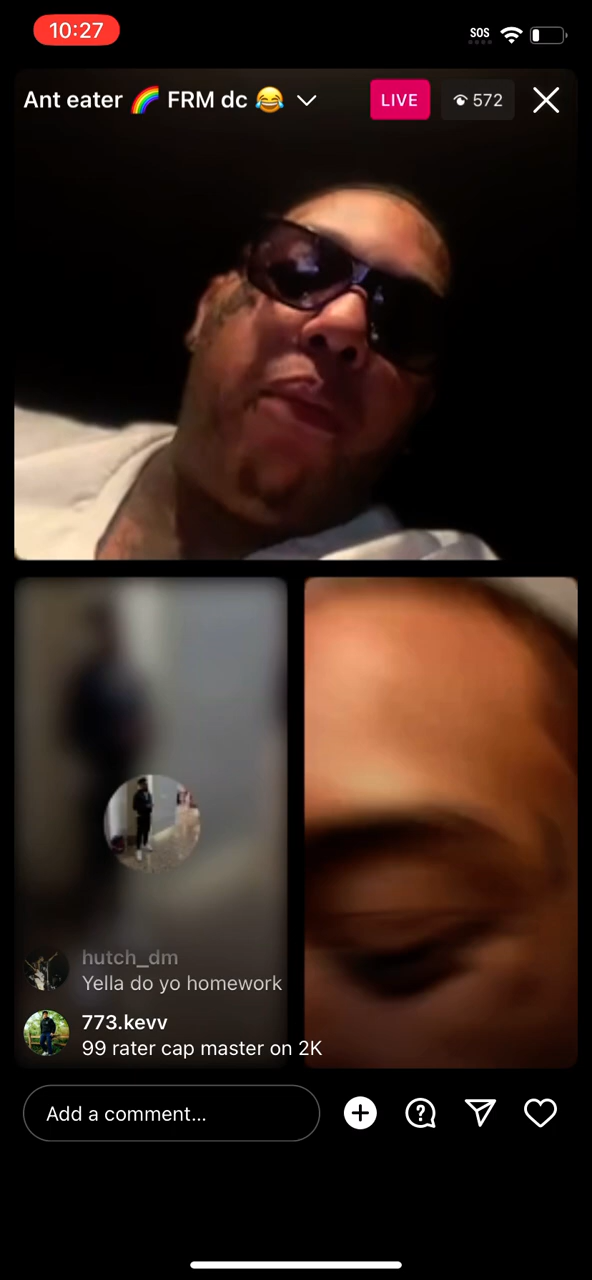 10:27
SOS
Ant eater 🌈 FRM dc 😂
LIVE
572
hutch_dm
Yella do yo homework
773.kevv
99 rater cap master on 2K
Add a comment...